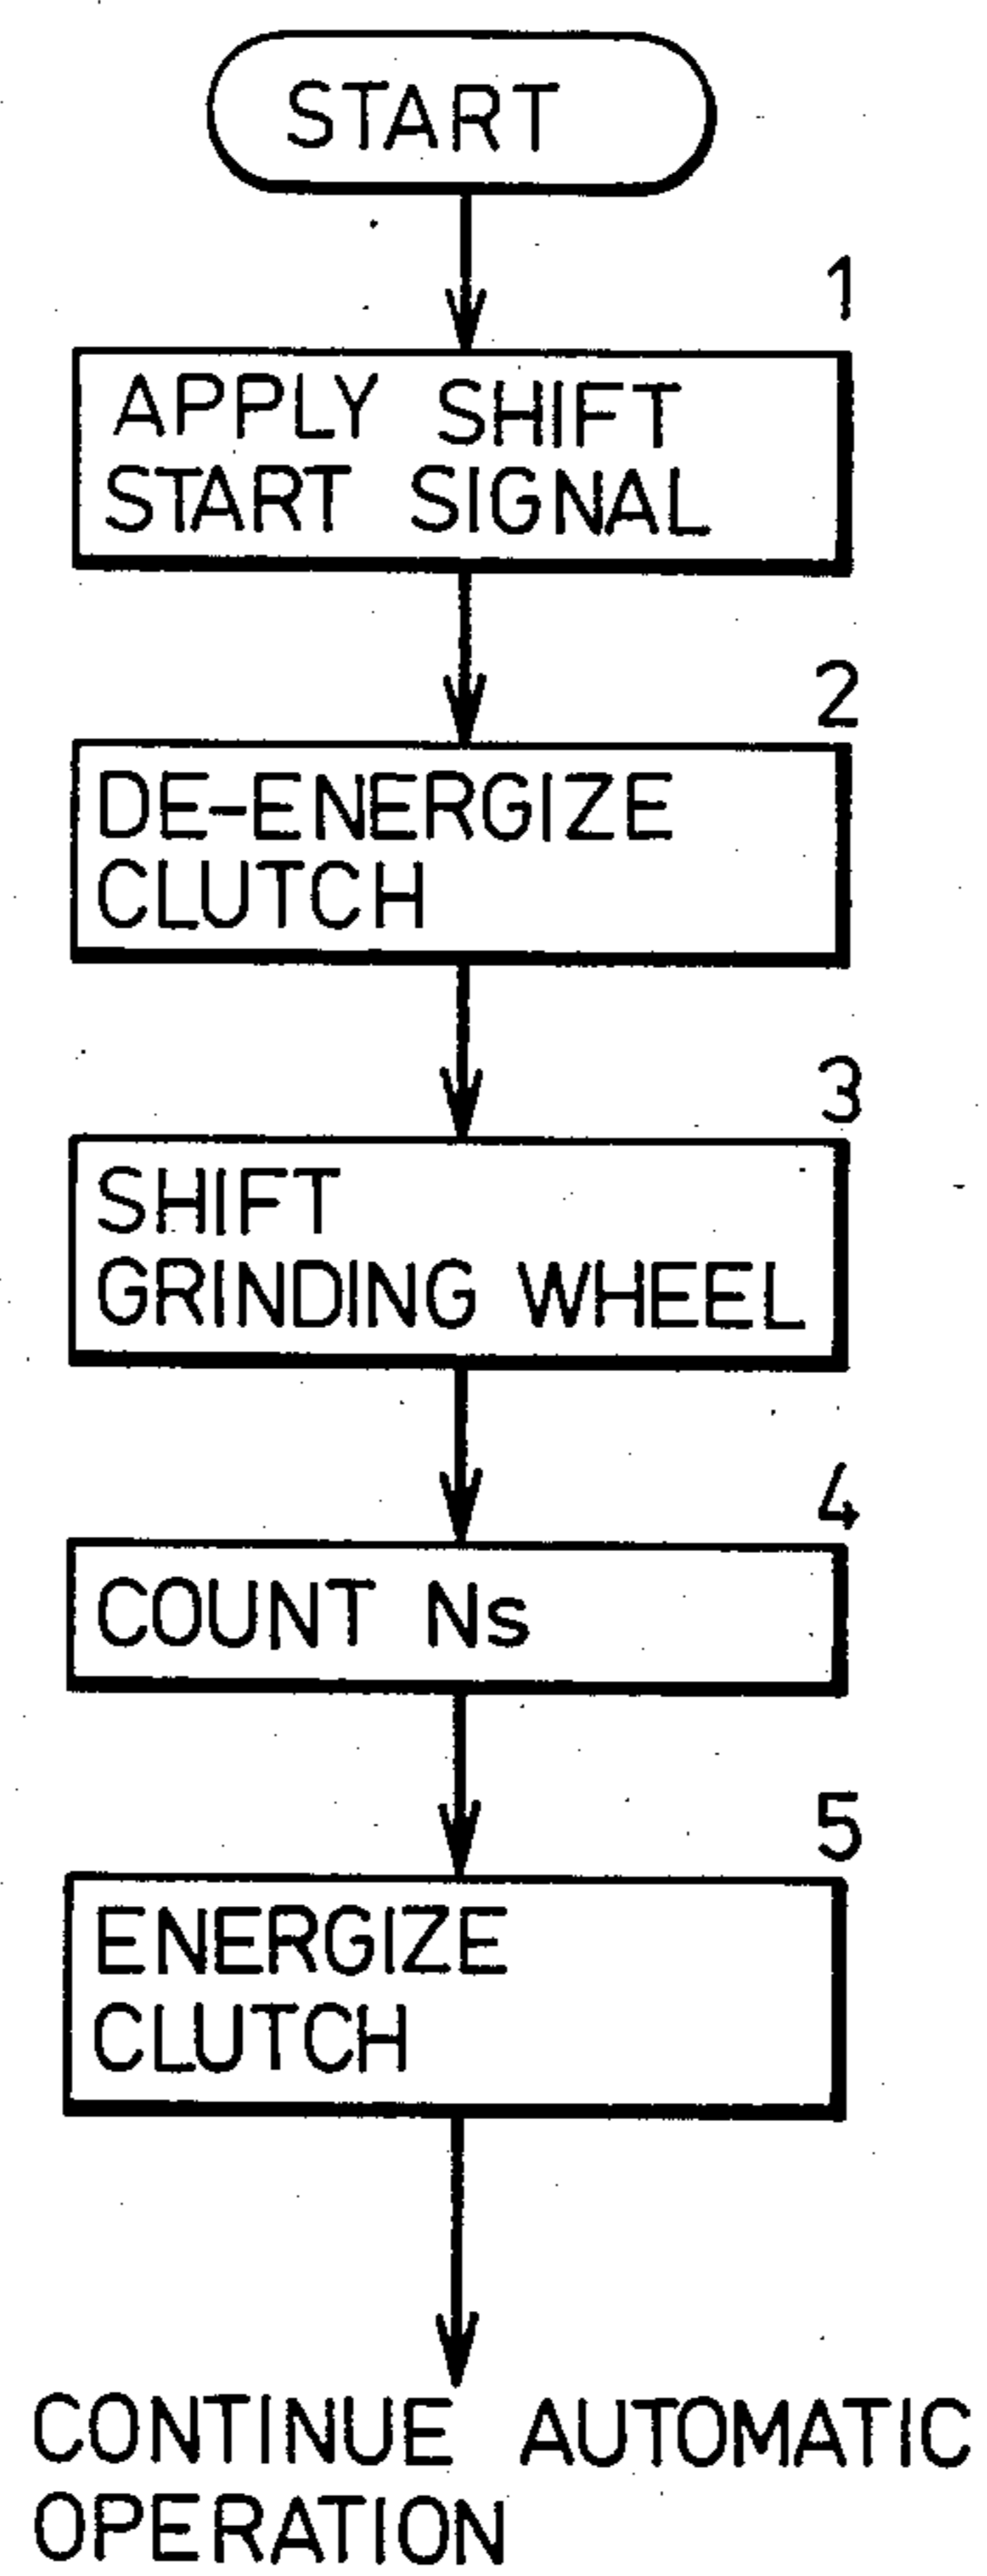 START
1
APPLY SHIFT
START SIGNAL
2
DE-ENERGIZE
CLUTCH
3
SHIFT
GRINDING WHEEL
4
COUNT Ns
5
ENERGIZE
CLUTCH
CONTINUE AUTOMATIC
OPERATION